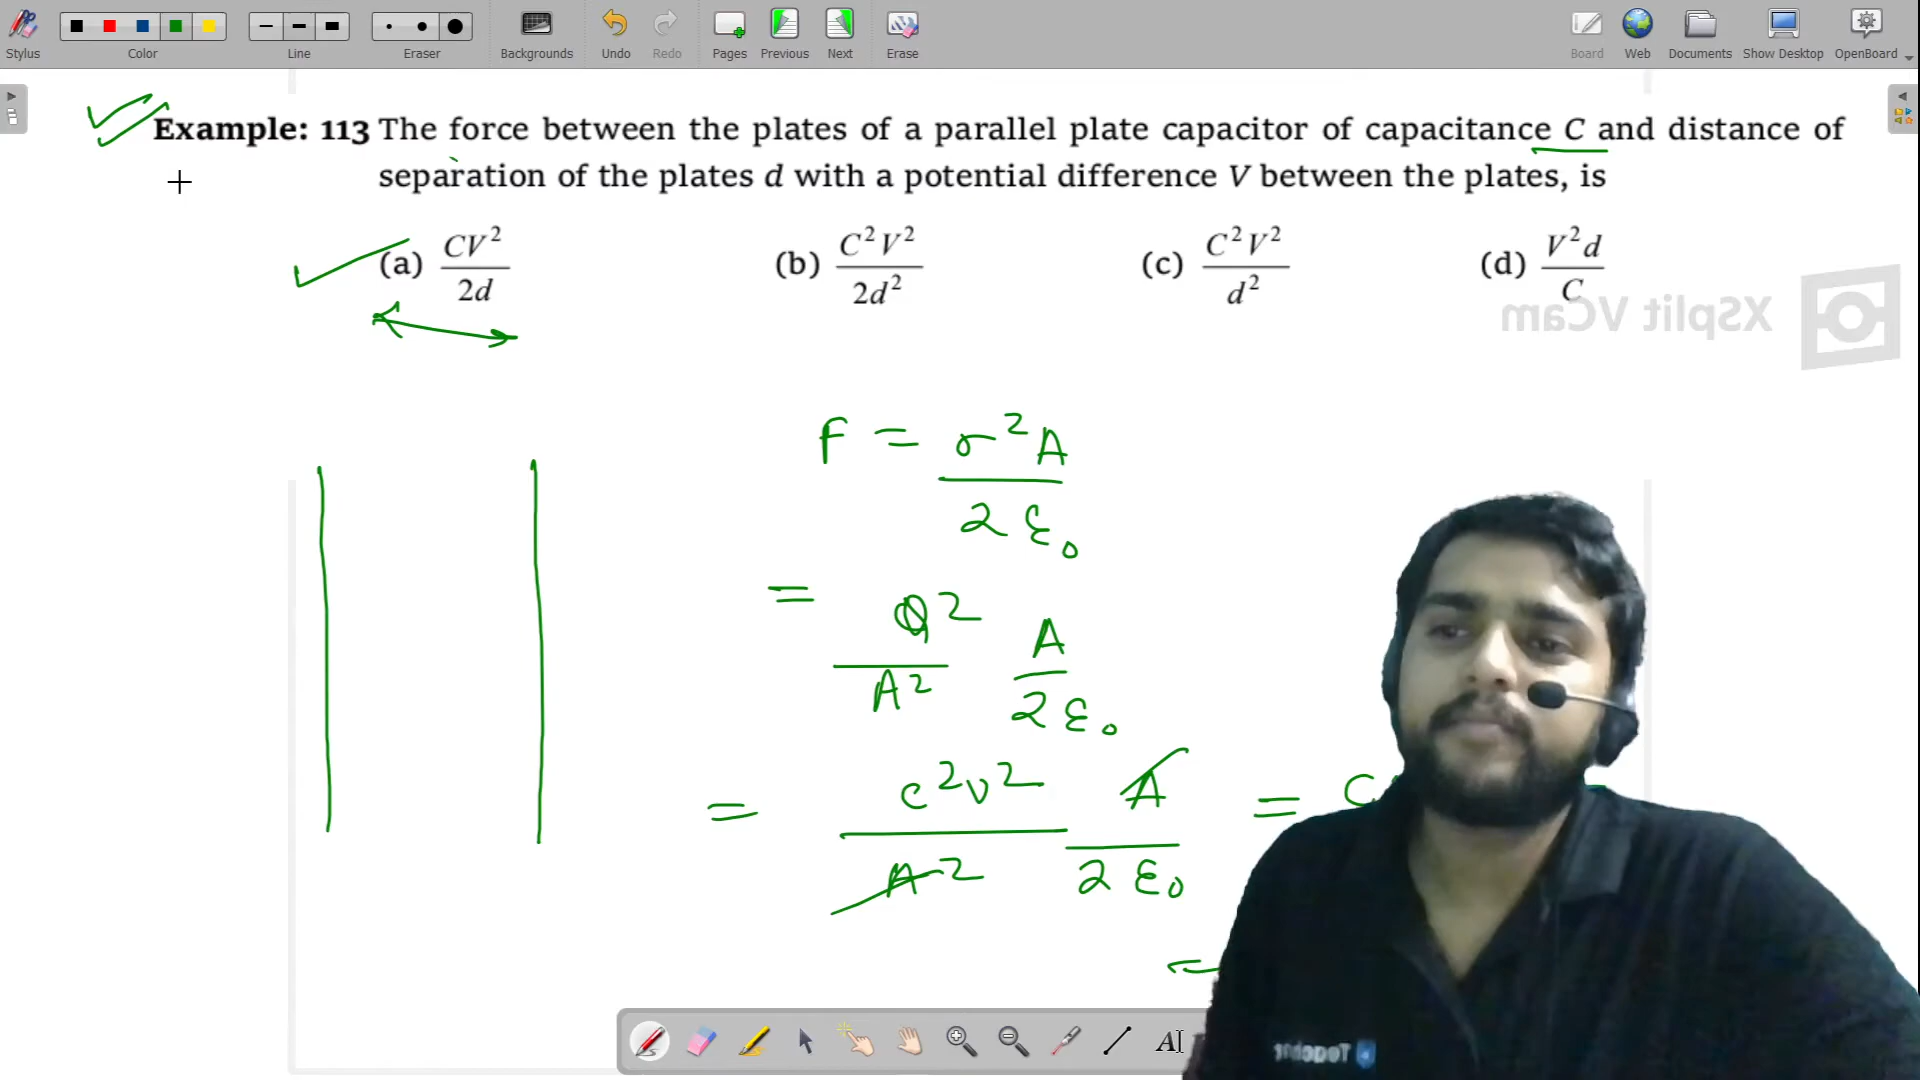 Stylus Color Line Eraser Backgrounds Undo Redo Pages Previous Next Erase Board Web Documents Show Desktop OpenBoard
Example: 113 The force between the plates of a parallel plate capacitor of capacitance C and distance of
separation of the plates d with a potential difference V between the plates, is
(a) CV²/2d (b) C²V²/2d² (c) C²V²/d² (d) V²d/C
XSplit VCam
F = σ²A / 2ε₀
= Q²/A² A/2ε₀
= c²v²/A² A/2ε₀ = C